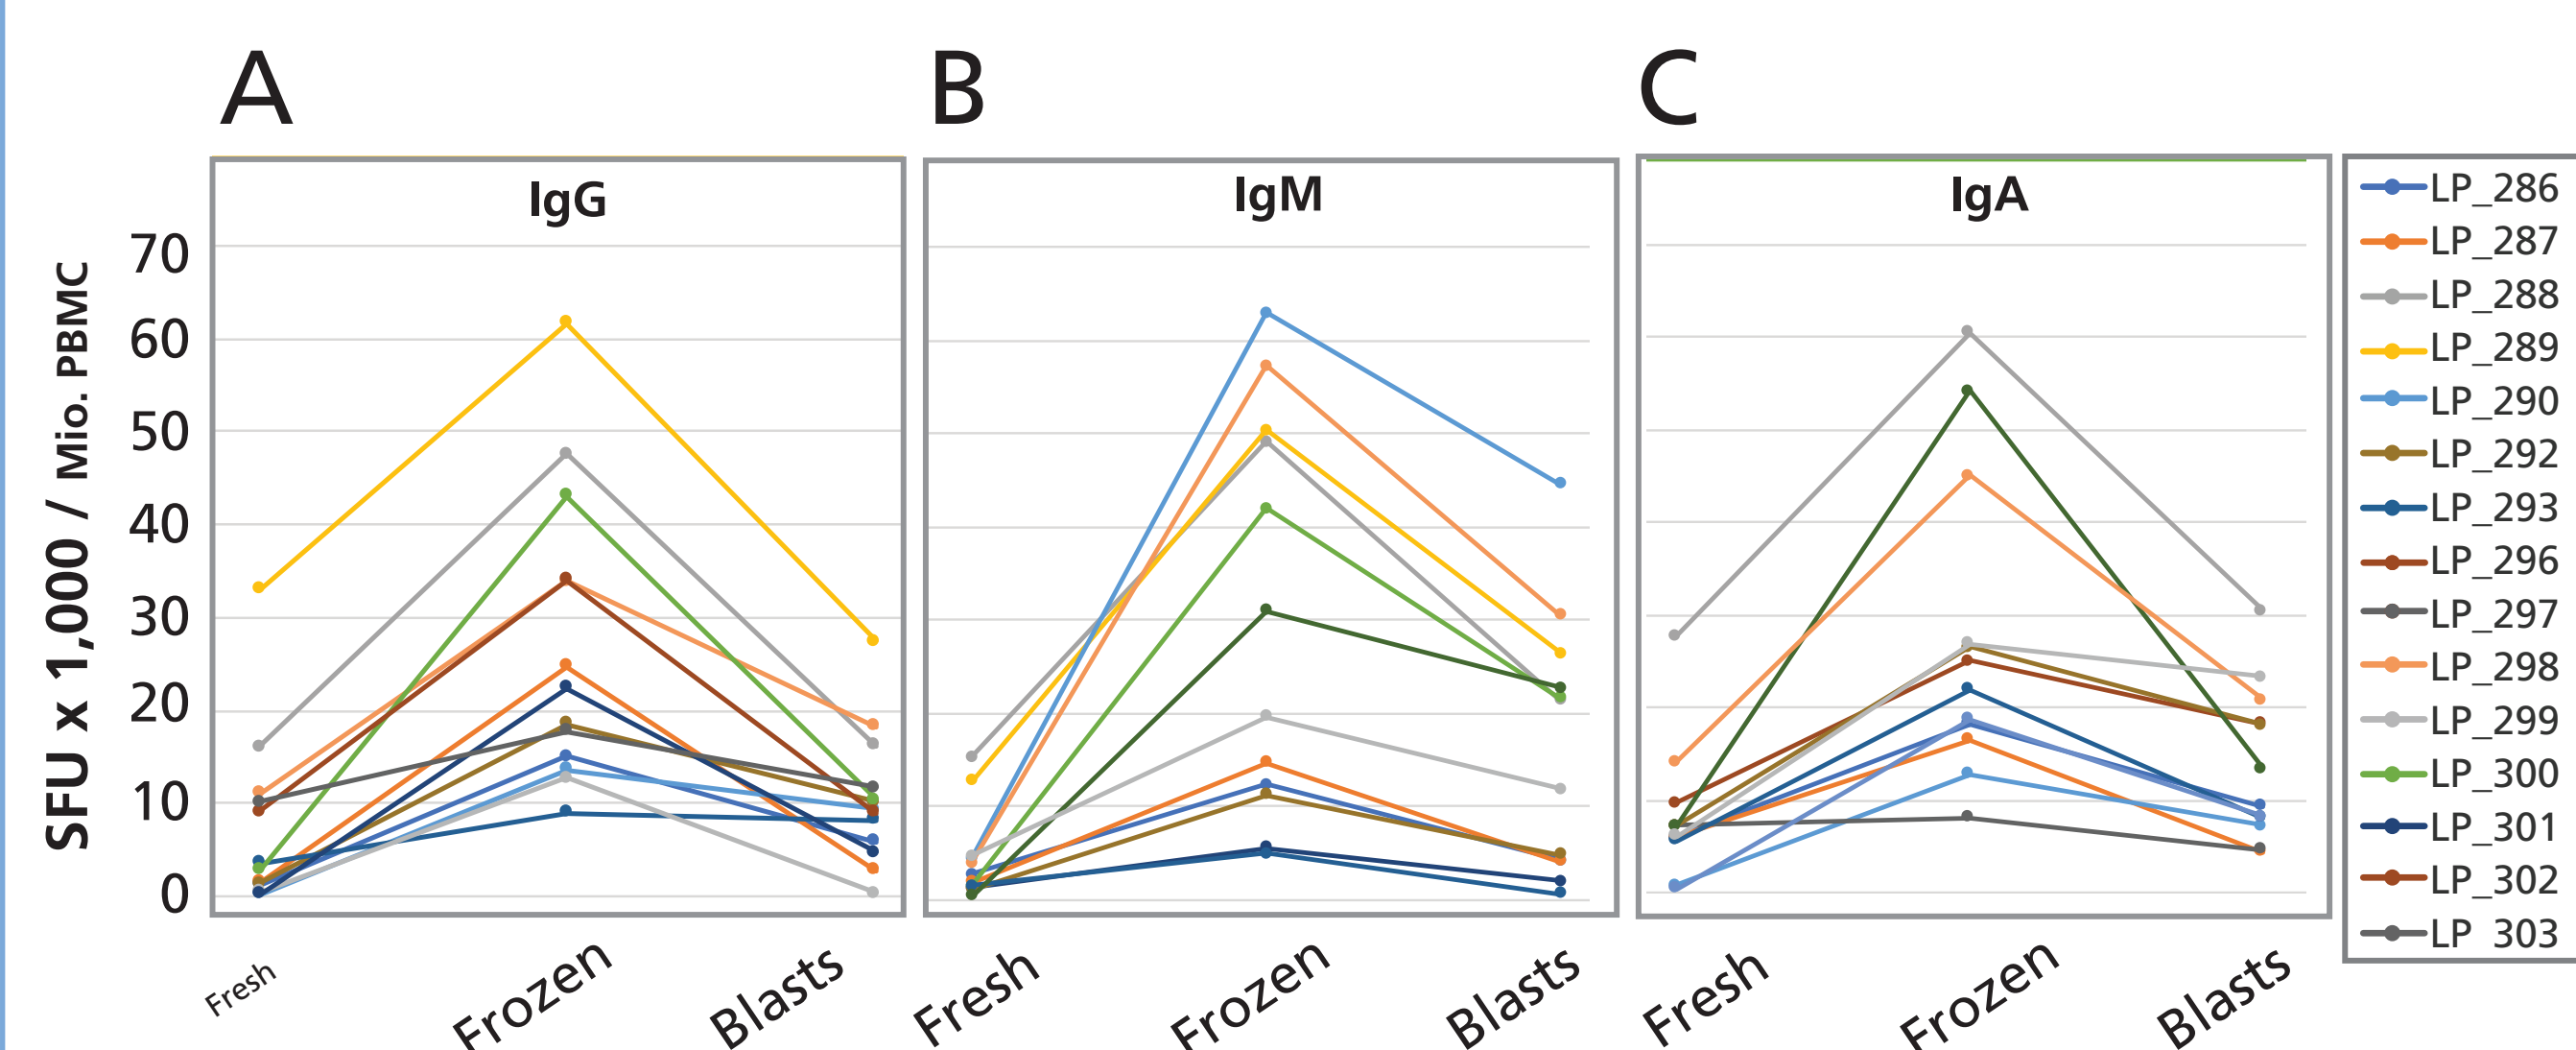 A
B
C
IgG
IgM
IgA
SFU x 1,000 / Mio. PBMC
70
60
50
40
30
20
10
0
Fresh
Frozen
Blasts
Fresh
Frozen
Blasts
Fresh
Frozen
Blasts
LP_286
LP_287
LP_288
LP_289
LP_290
LP_292
LP_293
LP_296
LP_297
LP_298
LP_299
LP_300
LP_301
LP_302
LP 303